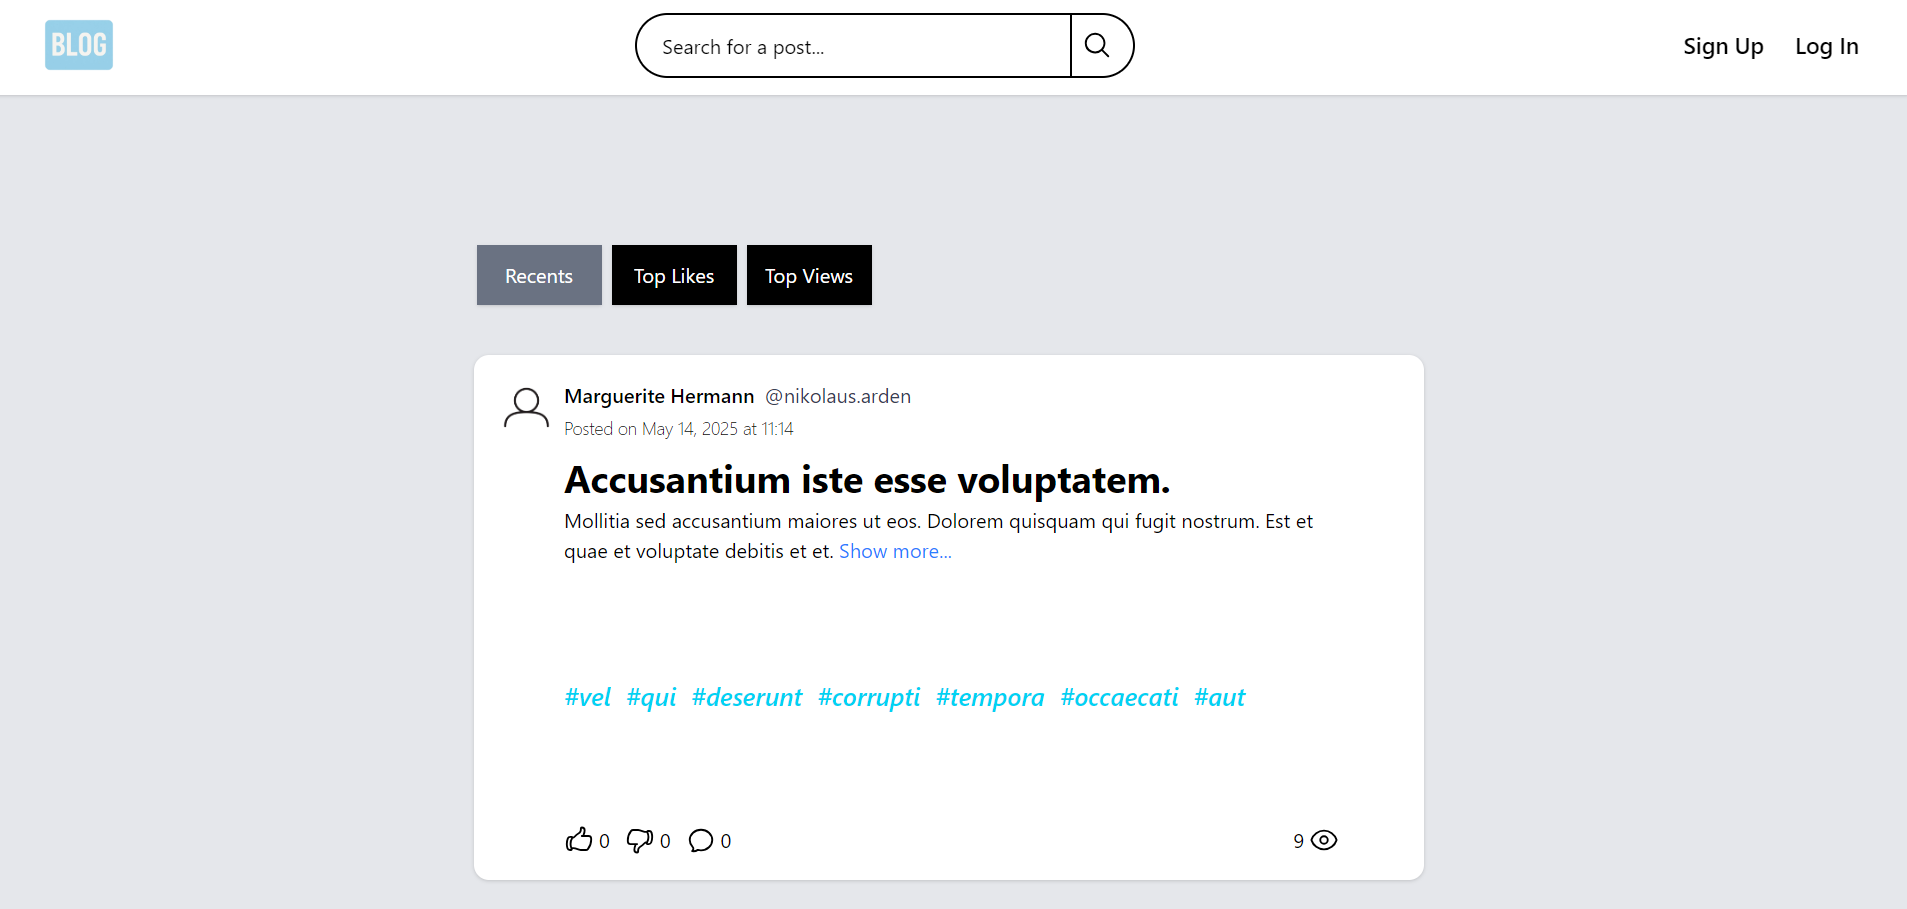 BLOG
Search for a post...
Sign Up Log In
Recents Top Likes Top Views
Marguerite Hermann @nikolaus.arden
Posted on May 14, 2025 at 11:14
Accusantium iste esse voluptatem.
Mollitia sed accusantium maiores ut eos. Dolorem quisquam qui fugit nostrum. Est et
quae et voluptate debitis et et. Show more...
#vel #qui #deserunt #corrupti #tempora #occaecati #aut
0 0 0 9